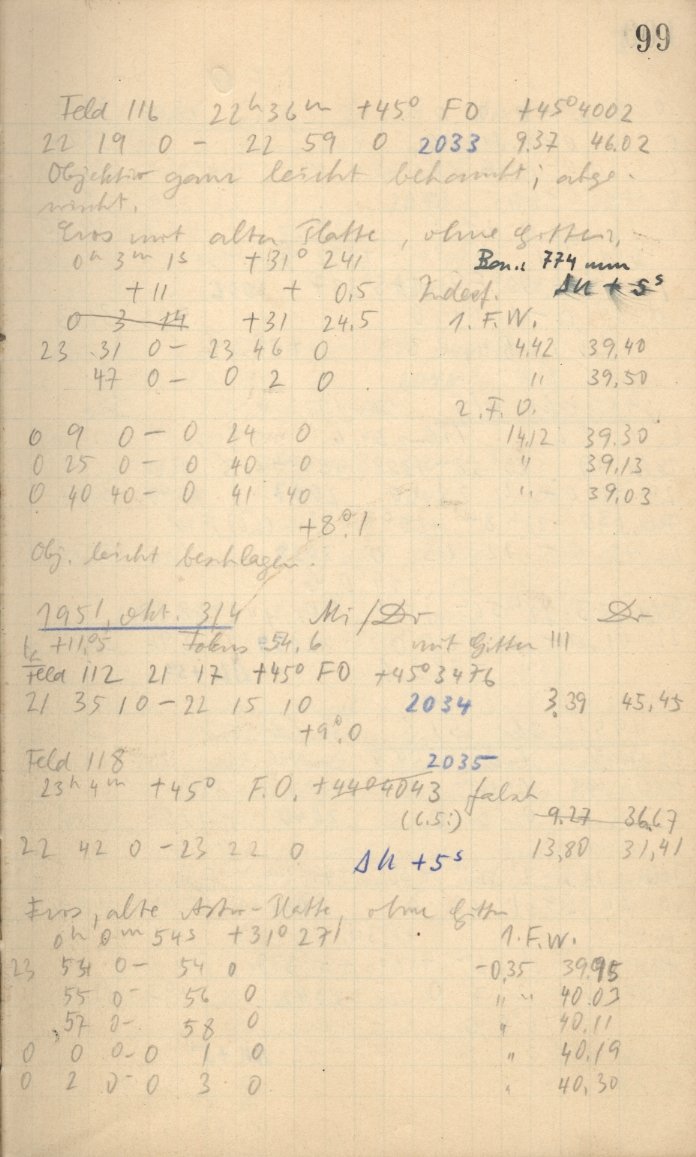 99
Feld 116 22h 36m +45° FO +45°4002
22 19 0 - 22 59 0 2033 9.37 46.02
Objektiv ganz leicht behaucht; abge-
wischt.
Eros mit alter Platte, ohne Gitter,
0h 3m 1s +31° 241 Bar.: 774 mm
+11 + 0.5 Indesf. Δu + 5s
0 3 14 +31 24.5 1. F.W.
23 31 0 - 23 46 0 4.42 39.40
47 0 - 0 2 0 " 39.50
2. F. O.
0 9 0 - 0 24 0 14.12 39.30
0 25 0 - 0 40 0 " 39.13
0 40 40 - 0 41 40 " 39.03
+8°.1
Obj. leicht beschlagen.
1951, Okt. 3/4 Mi/Dr Dr
+11.°5 Fokus 54.6 mit Gitter III
Feld 112 21 17 +45° FO +45°3476
21 35 10 - 22 15 10 2034 3.39 45.45
+9°.0
Feld 118 2035
23h 4m +45° F.O. +44°4043 falsch
(6.5:) 9.27 36.67
22 42 0 - 23 22 0 Δu +5s 13,80 31,41
Eros, alte Astro-Platte, ohne Gitter
0h 0m 54s +31° 271 1. F.W.
23 53 0 - 54 0 -0,35 39.95
55 0 - 56 0 " " 40.03
57 0 - 58 0 " 40.11
0 0 0 - 0 1 0 " 40.19
0 2 0 - 0 3 0 " 40.30